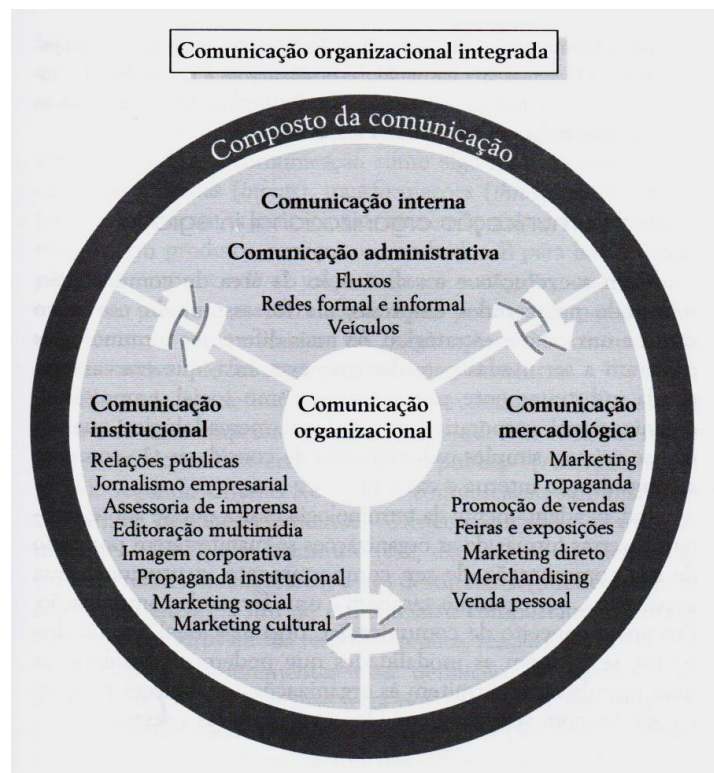 Comunicação organizacional integrada
Composto da comunicação
Comunicação interna
Comunicação administrativa
Fluxos
Redes formal e informal
Veículos
Comunicação
institucional
Relações públicas
Jornalismo empresarial
Assessoria de imprensa
Editoração multimídia
Imagem corporativa
Propaganda institucional
Marketing social
Marketing cultural
Comunicação
organizacional
Comunicação
mercadológica
Marketing
Propaganda
Promoção de vendas
Feiras e exposições
Marketing direto
Merchandising
Venda pessoal